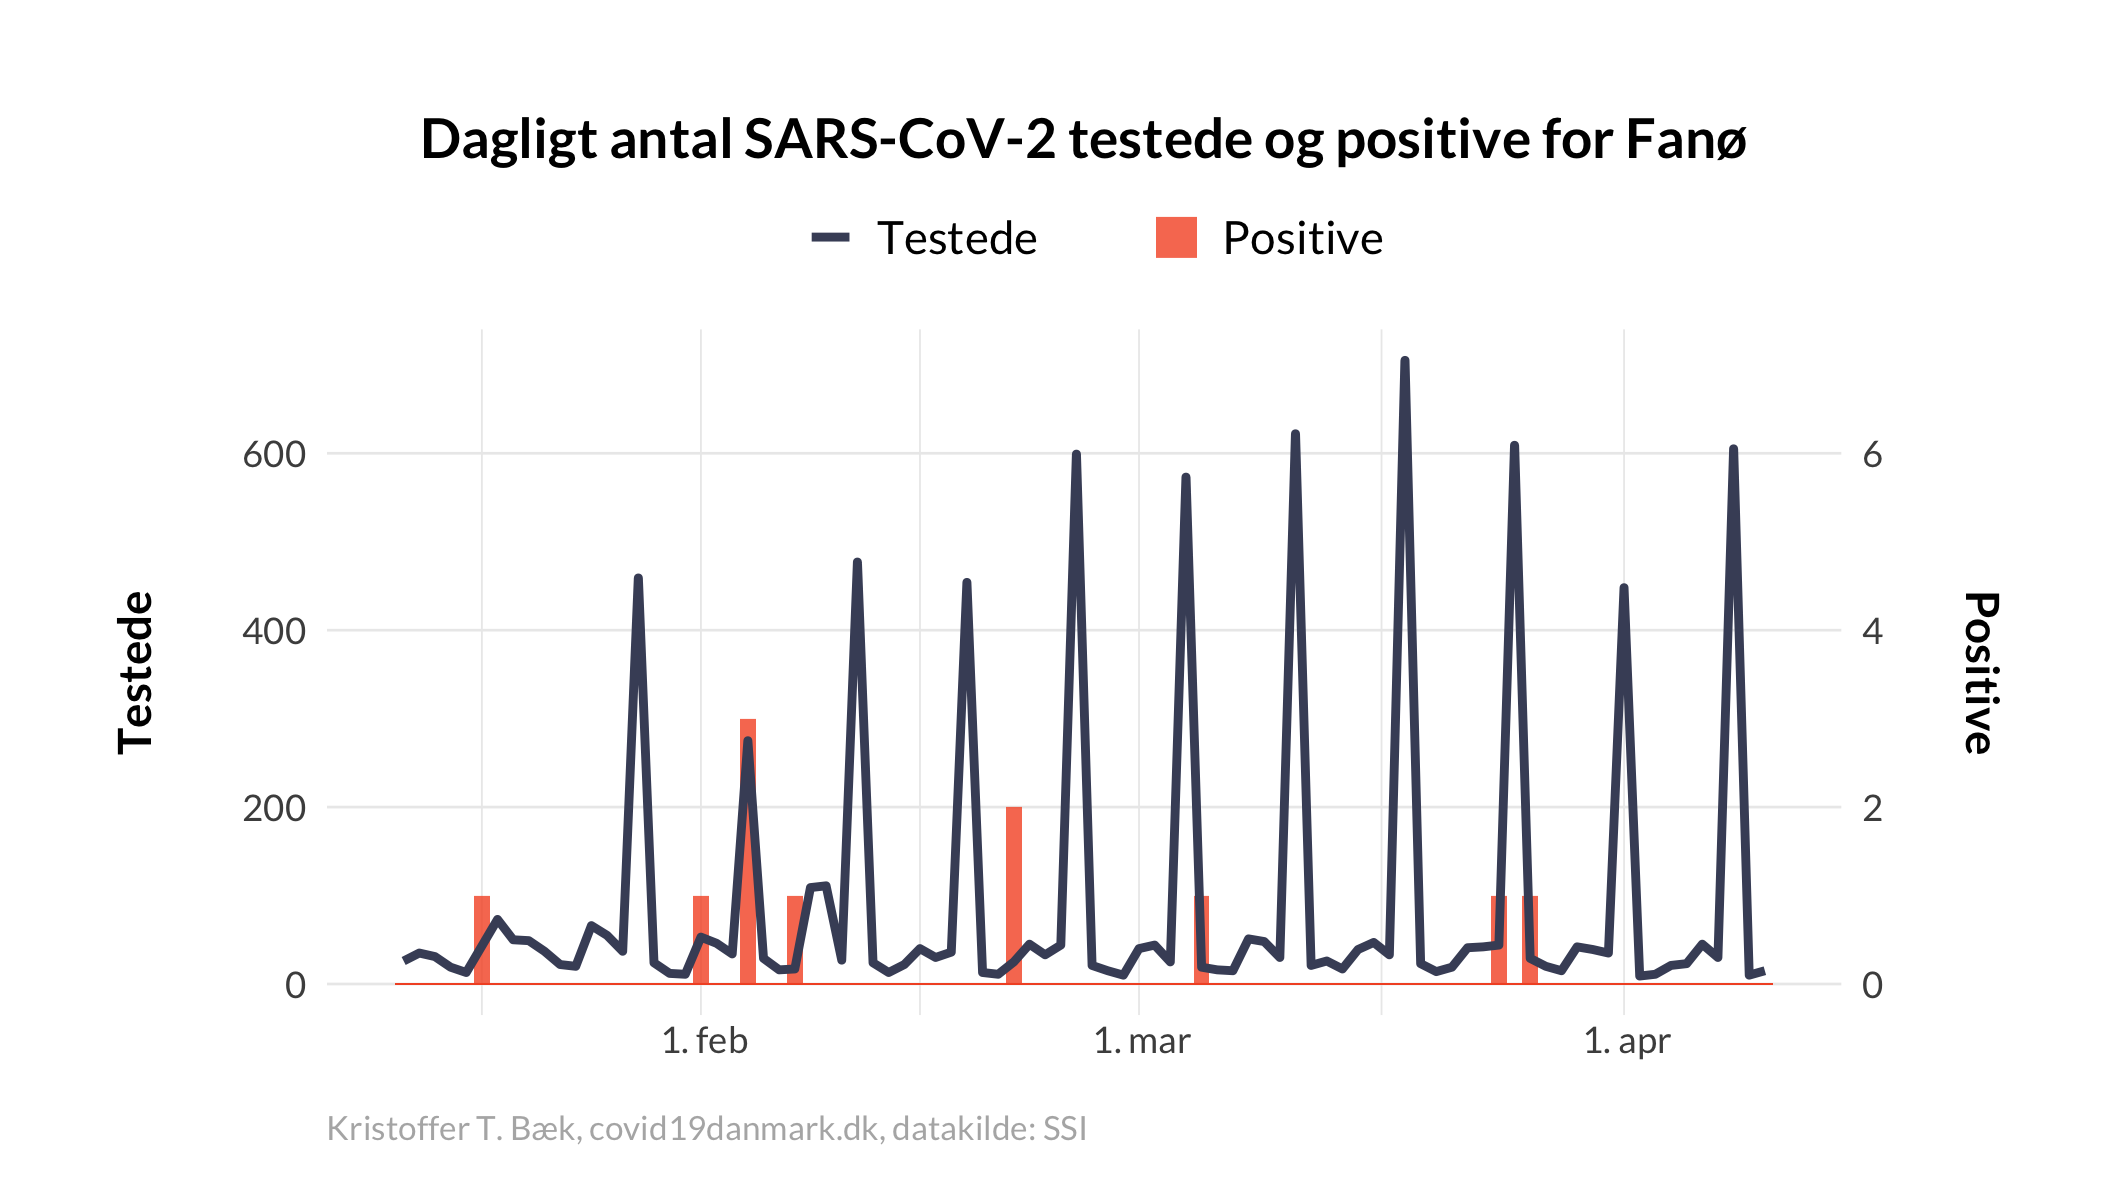 Dagligt antal SARS-CoV-2 testede og positive for Fanø
Testede
Positive
Testede
600
400
200
0
6
4
2
0
Positive
1. feb
1. mar
1. apr
Kristoffer T. Bæk, covid19danmark.dk, datakilde: SSI